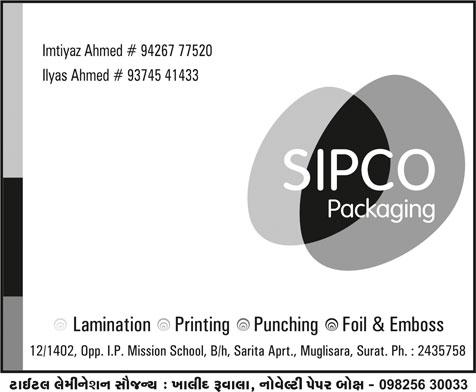 Imtiyaz Ahmed # 94267 77520
Ilyas Ahmed # 93745 41433
SIPCO
Packaging
Lamination Printing Punching Foil & Emboss
12/1402, Opp. I.P. Mission School, B/h, Sarita Aprt., Muglisara, Surat. Ph. : 2435758
ટાઈટલ લેમીનેશન સૌજન્ય : ખાલીદ રૂવાલા, નોવેલ્ટી પેપર બોક્ષ - 098256 30033